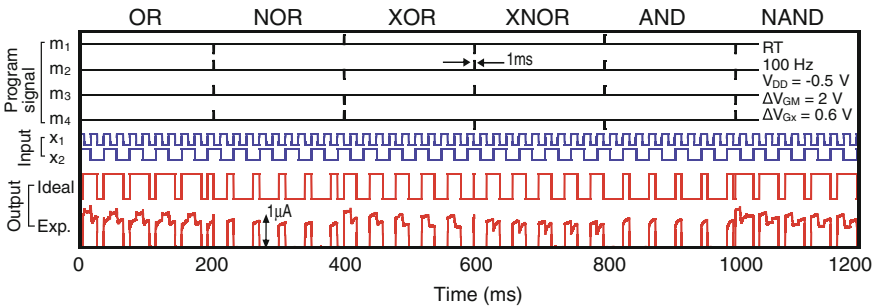 OR NOR XOR XNOR AND NAND
Program signal
m1
m2
m3
m4
1ms
RT
100 Hz
VDD = -0.5 V
ΔVGM = 2 V
ΔVGx = 0.6 V
Input
x1
x2
Output
Ideal
Exp.
1μA
0 200 400 600 800 1000 1200
Time (ms)